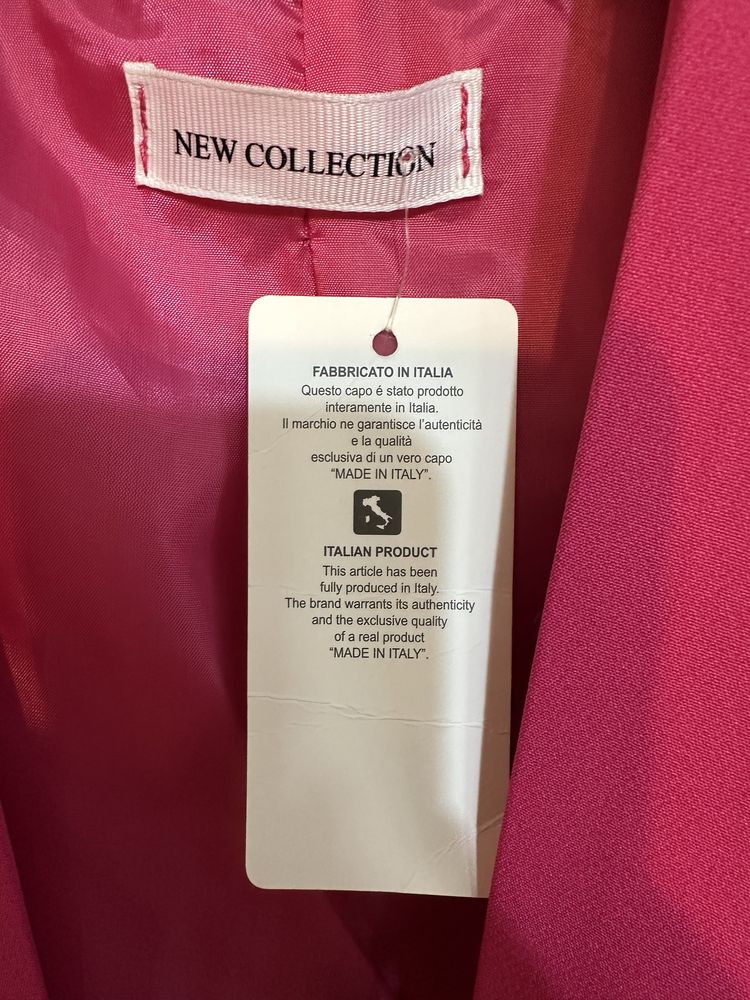 NEW COLLECTION
FABBRICATO IN ITALIA
Questo capo é stato prodotto
interamente in Italia.
Il marchio ne garantisce l'autenticità
e la qualità
esclusiva di un vero capo
“MADE IN ITALY”.
ITALIAN PRODUCT
This article has been
fully produced in Italy.
The brand warrants its authenticity
and the exclusive quality
of a real product
“MADE IN ITALY”.